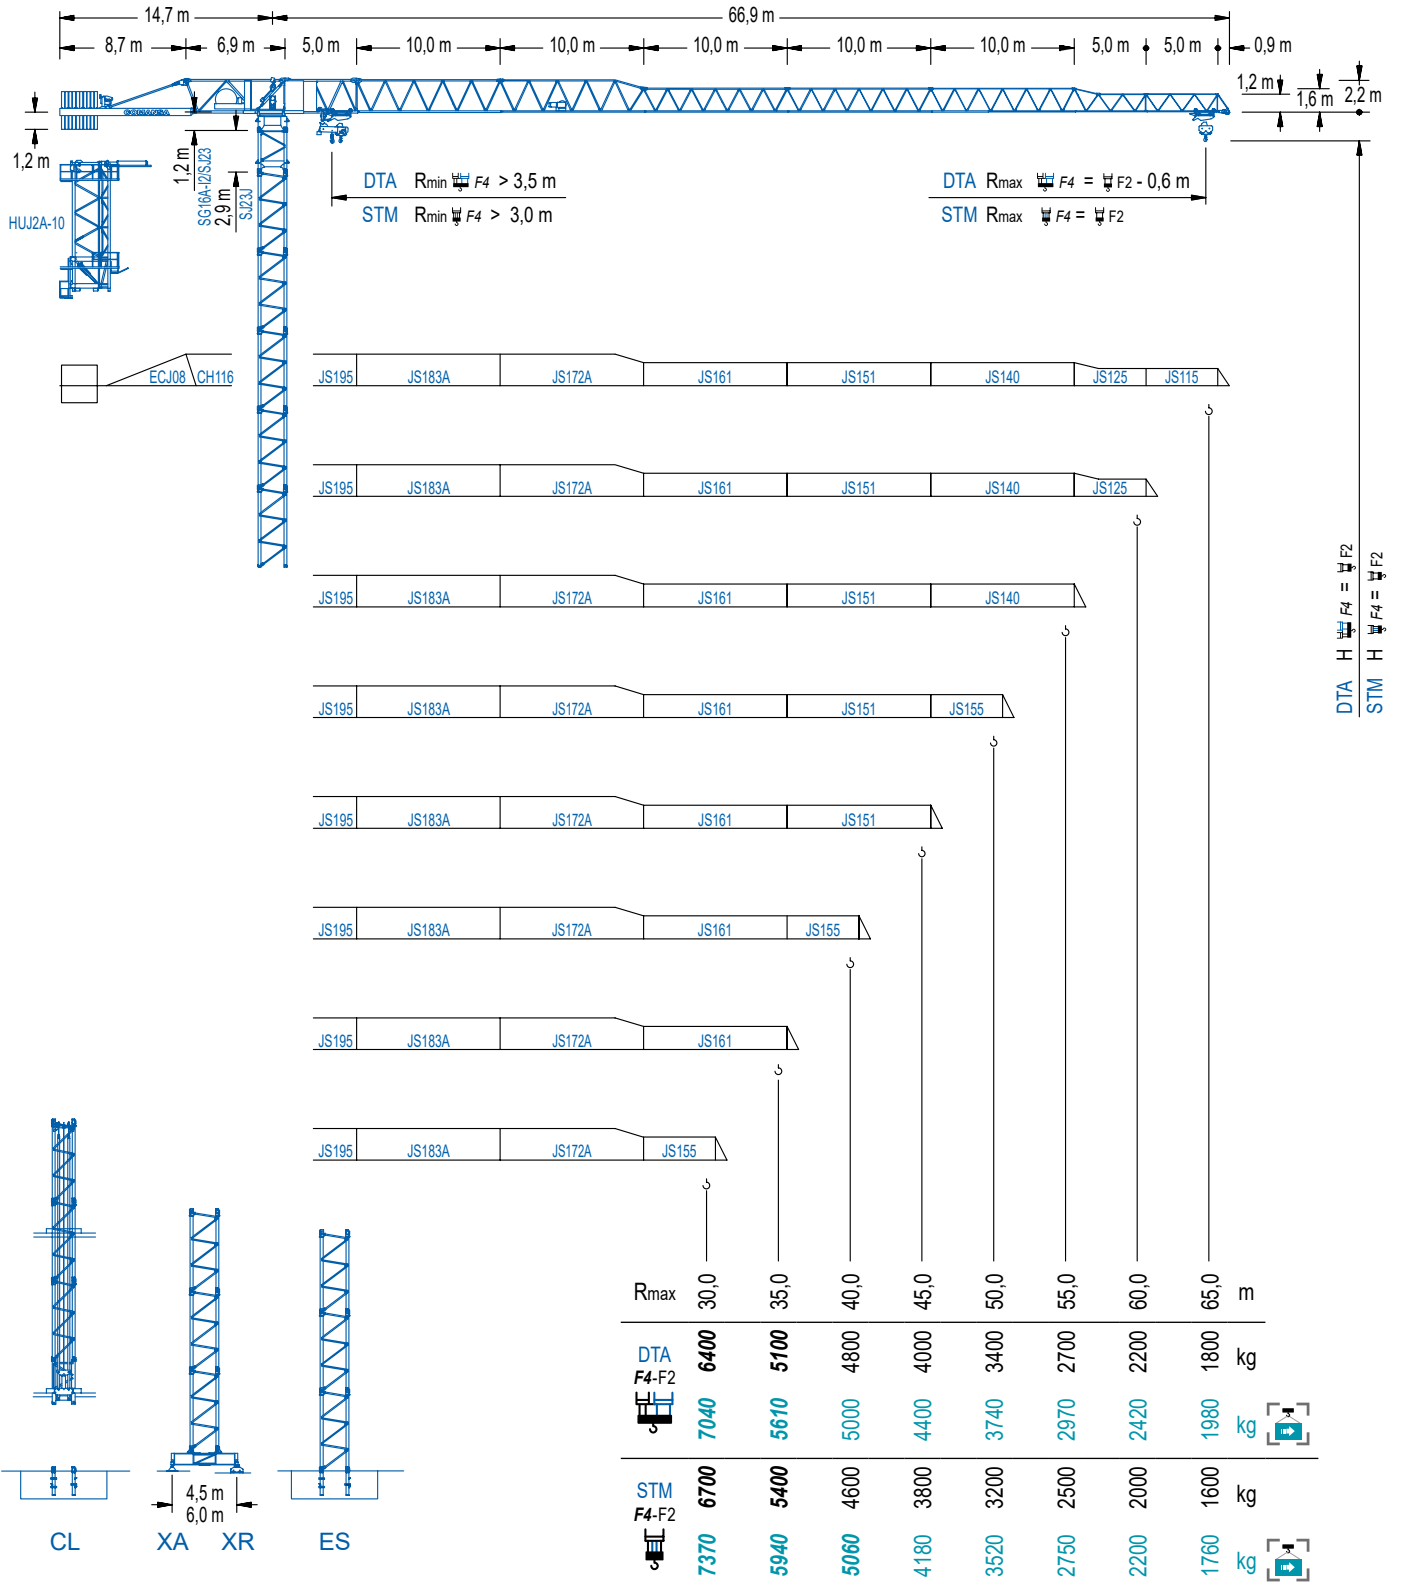 14,7 m 66,9 m
8,7 m 6,9 m 5,0 m 10,0 m 10,0 m 10,0 m 10,0 m 10,0 m 5,0 m 5,0 m 0,9 m
COMANSA
1,2 m 1,6 m 2,2 m
1,2 m
1,2 m
SG16A-I2/SJ23
2,9 m
SJ23J
HUJ2A-10
DTA Rmin F4 > 3,5 m
STM Rmin F4 > 3,0 m
DTA Rmax F4 = F2 - 0,6 m
STM Rmax F4 = F2
ECJ08 CH116 JS195 JS183A JS172A JS161 JS151 JS140 JS125 JS115
JS195 JS183A JS172A JS161 JS151 JS140 JS125
JS195 JS183A JS172A JS161 JS151 JS140
DTA H F4 = F2
STM H F4 = F2
JS195 JS183A JS172A JS161 JS151 JS155
JS195 JS183A JS172A JS161 JS151
JS195 JS183A JS172A JS161 JS155
JS195 JS183A JS172A JS161
JS195 JS183A JS172A JS155
Rmax 30,0 35,0 40,0 45,0 50,0 55,0 60,0 65,0 m
DTA 6400 5100 4800 4000 3400 2700 2200 1800 kg
F4-F2
7040 5610 5000 4400 3740 2970 2420 1980 kg
STM 6700 5400 4600 3800 3200 2500 2000 1600 kg
F4-F2
7370 5940 5060 4180 3520 2750 2200 1760 kg
4,5 m
6,0 m
CL XA XR ES